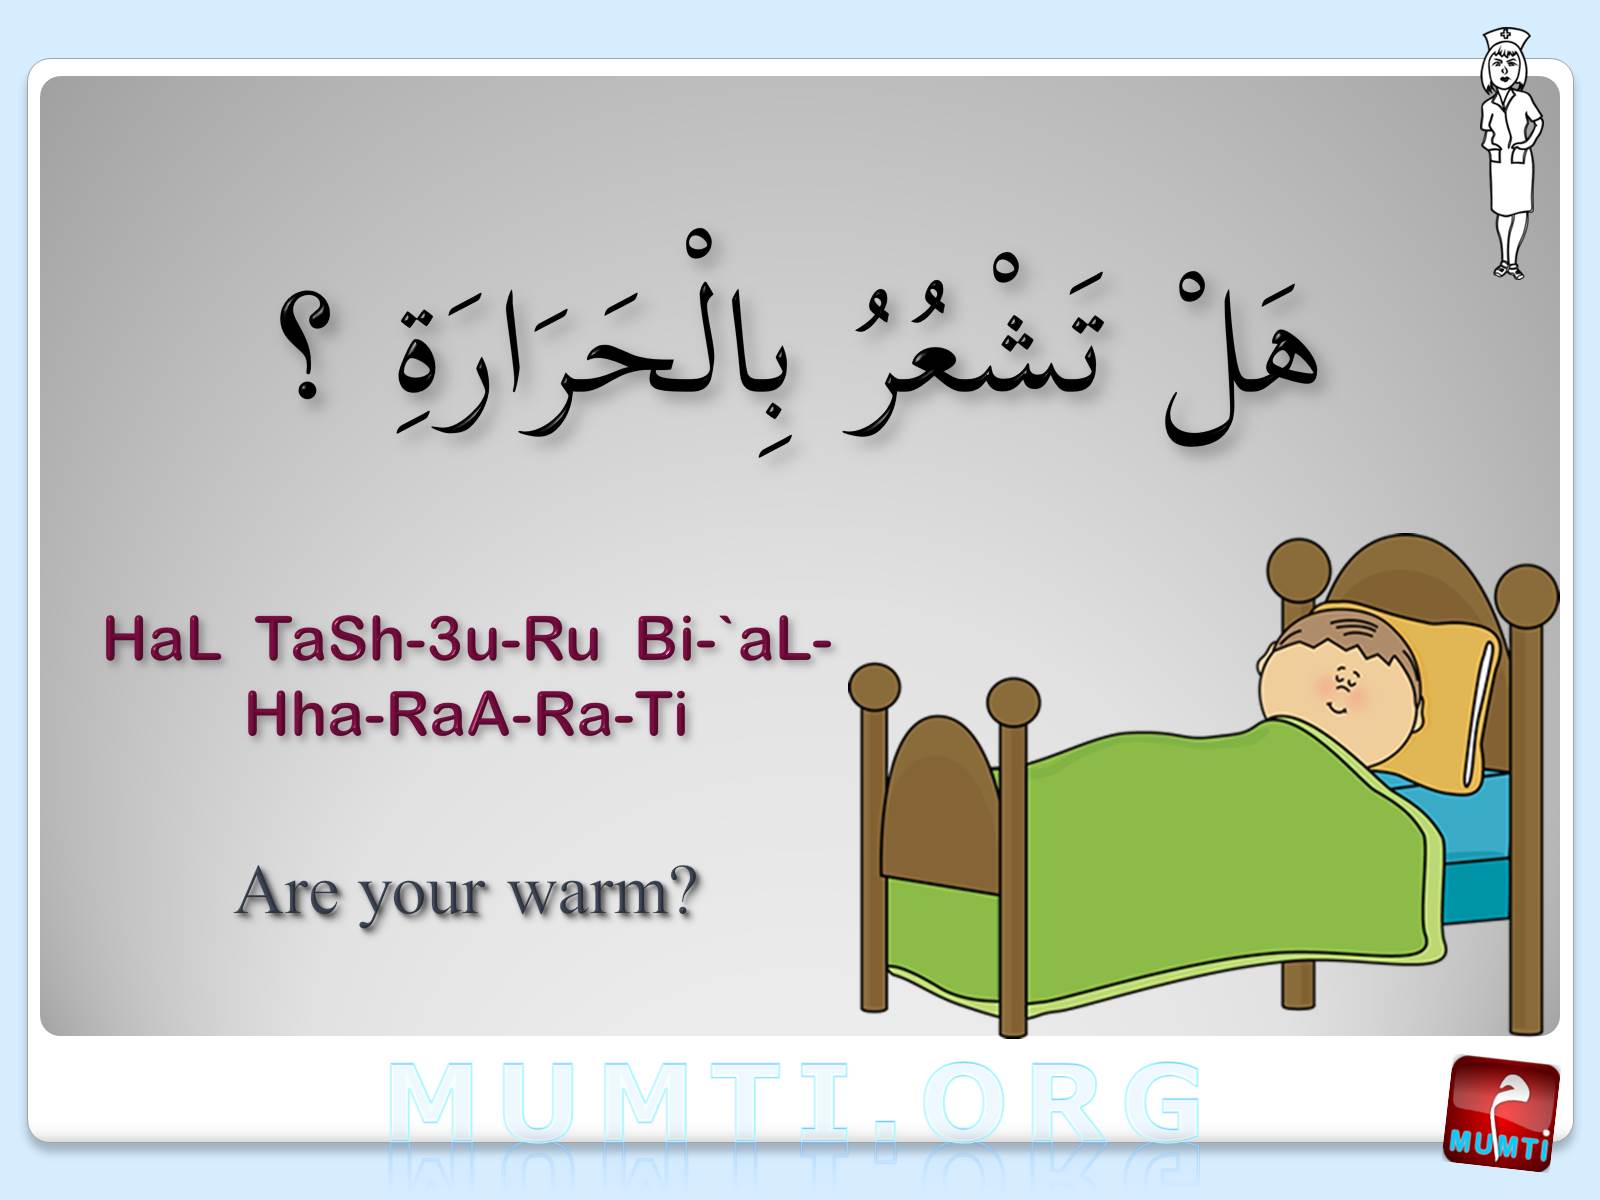 هَلْ تَشْعُرُ بِالْحَرَارَةِ ؟
HaL TaSh-3u-Ru Bi-`aL-
Hha-RaA-Ra-Ti
Are your warm?
MUMTI.ORG
م
MUMTi